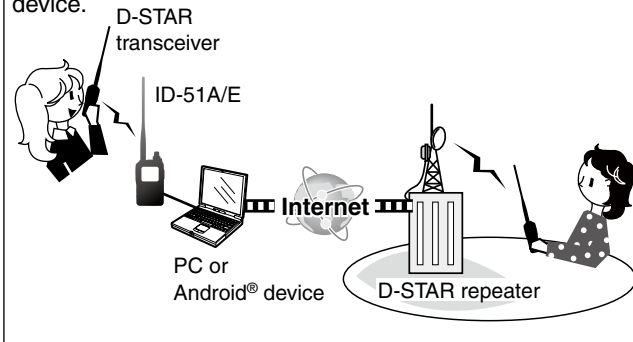 device.
D-STAR
transceiver
ID-51A/E
Internet
PC or
Android® device
D-STAR repeater